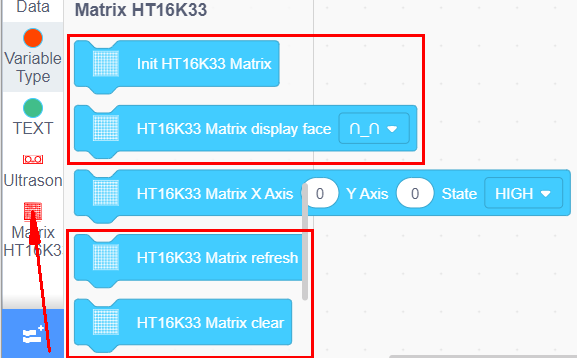 Data
Variable
Type
TEXT
Ultrason
Matrix
HT16K3
Matrix HT16K33
Init HT16K33 Matrix
HT16K33 Matrix display face ∩_∩
HT16K33 Matrix X Axis 0 Y Axis 0 State HIGH
HT16K33 Matrix refresh
HT16K33 Matrix clear